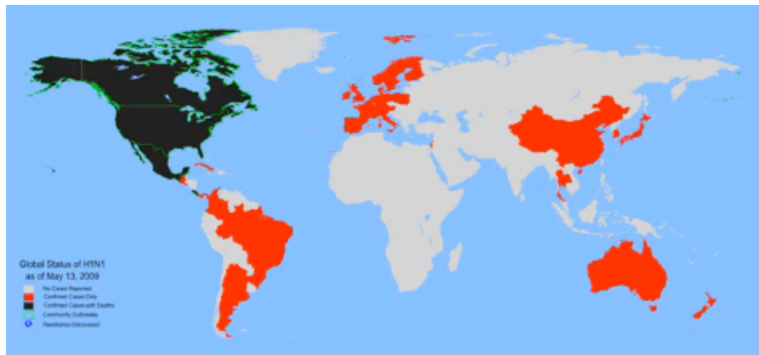 Global Status of H1N1
as of May 13, 2009
No Cases Reported
Confirmed Cases Only
Confirmed Cases with Deaths
Community Outbreaks
Resistance Discovered